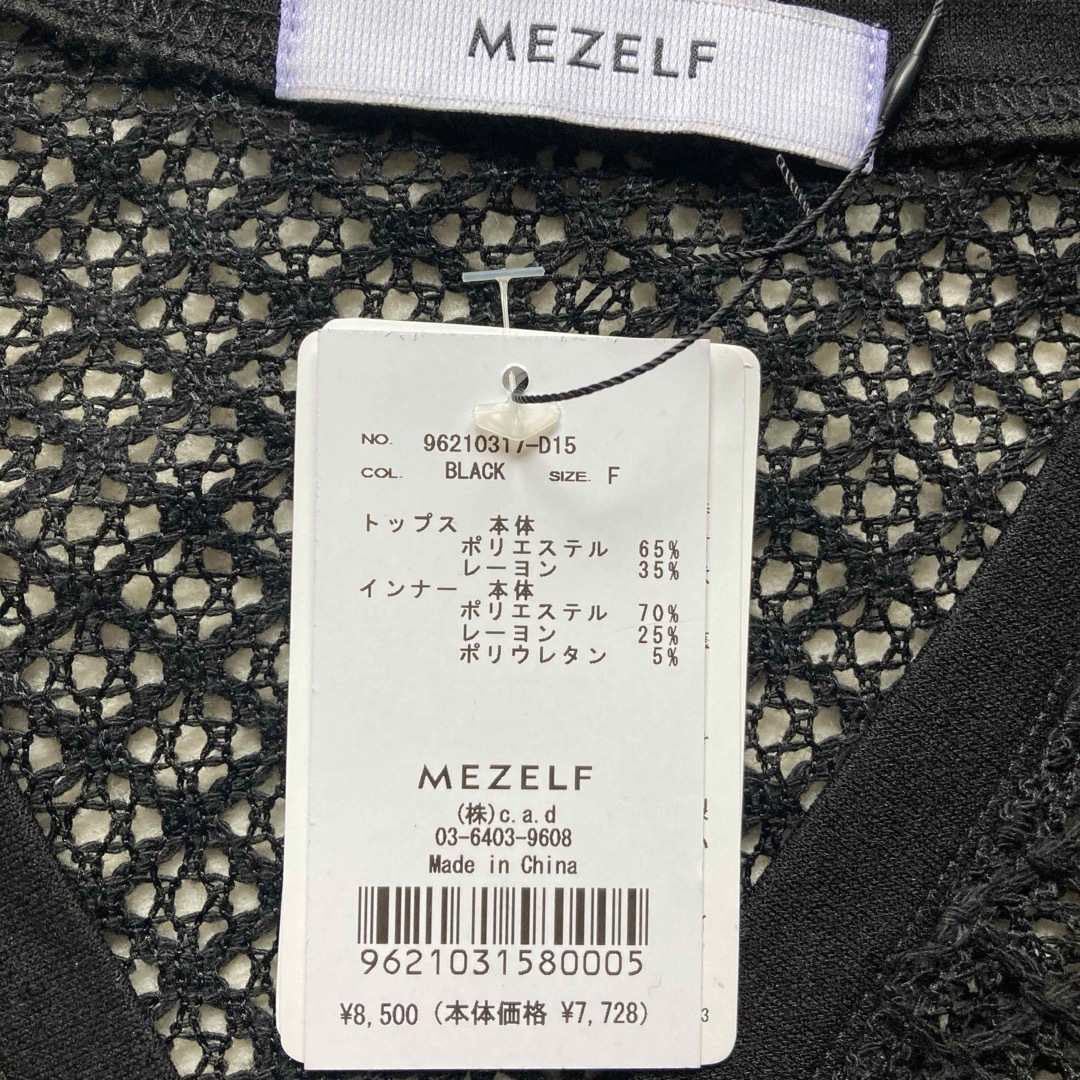 MEZELF
NO. 96210317-D15
COL. BLACK SIZE. F
トップス 本体
ポリエステル 65%
レーヨン 35%
インナー 本体
ポリエステル 70%
レーヨン 25%
ポリウレタン 5%
MEZELF
(株)c.a.d
03-6403-9608
Made in China
9621031580005
¥8,500 (本体価格 ¥7,728)
3